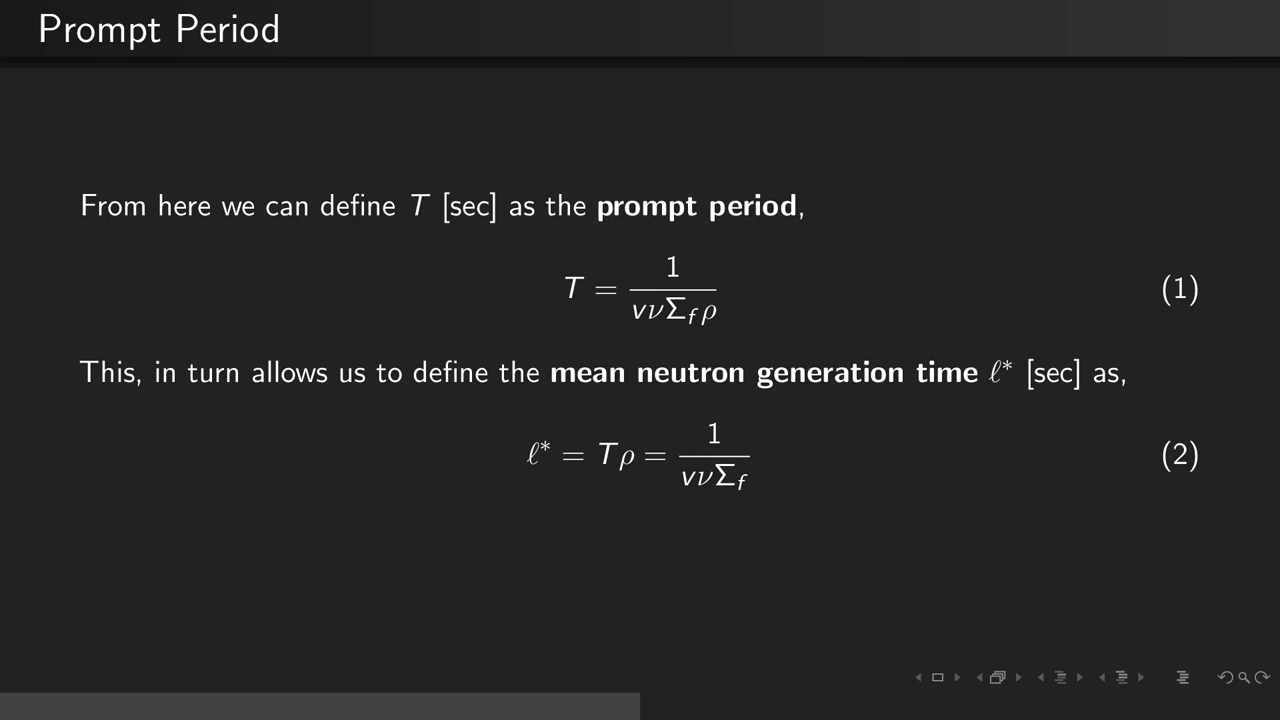 Prompt Period
From here we can define T [sec] as the prompt period,
T = 1 / (vνΣ_f ρ) (1)
This, in turn allows us to define the mean neutron generation time ℓ* [sec] as,
ℓ* = Tρ = 1 / (vνΣ_f) (2)